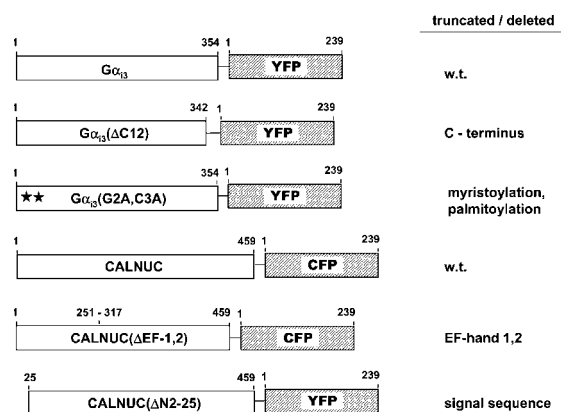 truncated / deleted
1 354 1 239
Gαi3 YFP w.t.
1 342 1 239
Gαi3(ΔC12) YFP C - terminus
1 354 1 239
★★ Gαi3(G2A,C3A) YFP myristoylation,
palmitoylation
1 459 1 239
CALNUC CFP w.t.
1 251 - 317 459 1 239
CALNUC(ΔEF-1,2) CFP EF-hand 1,2
25 459 1 239
CALNUC(ΔN2-25) YFP signal sequence